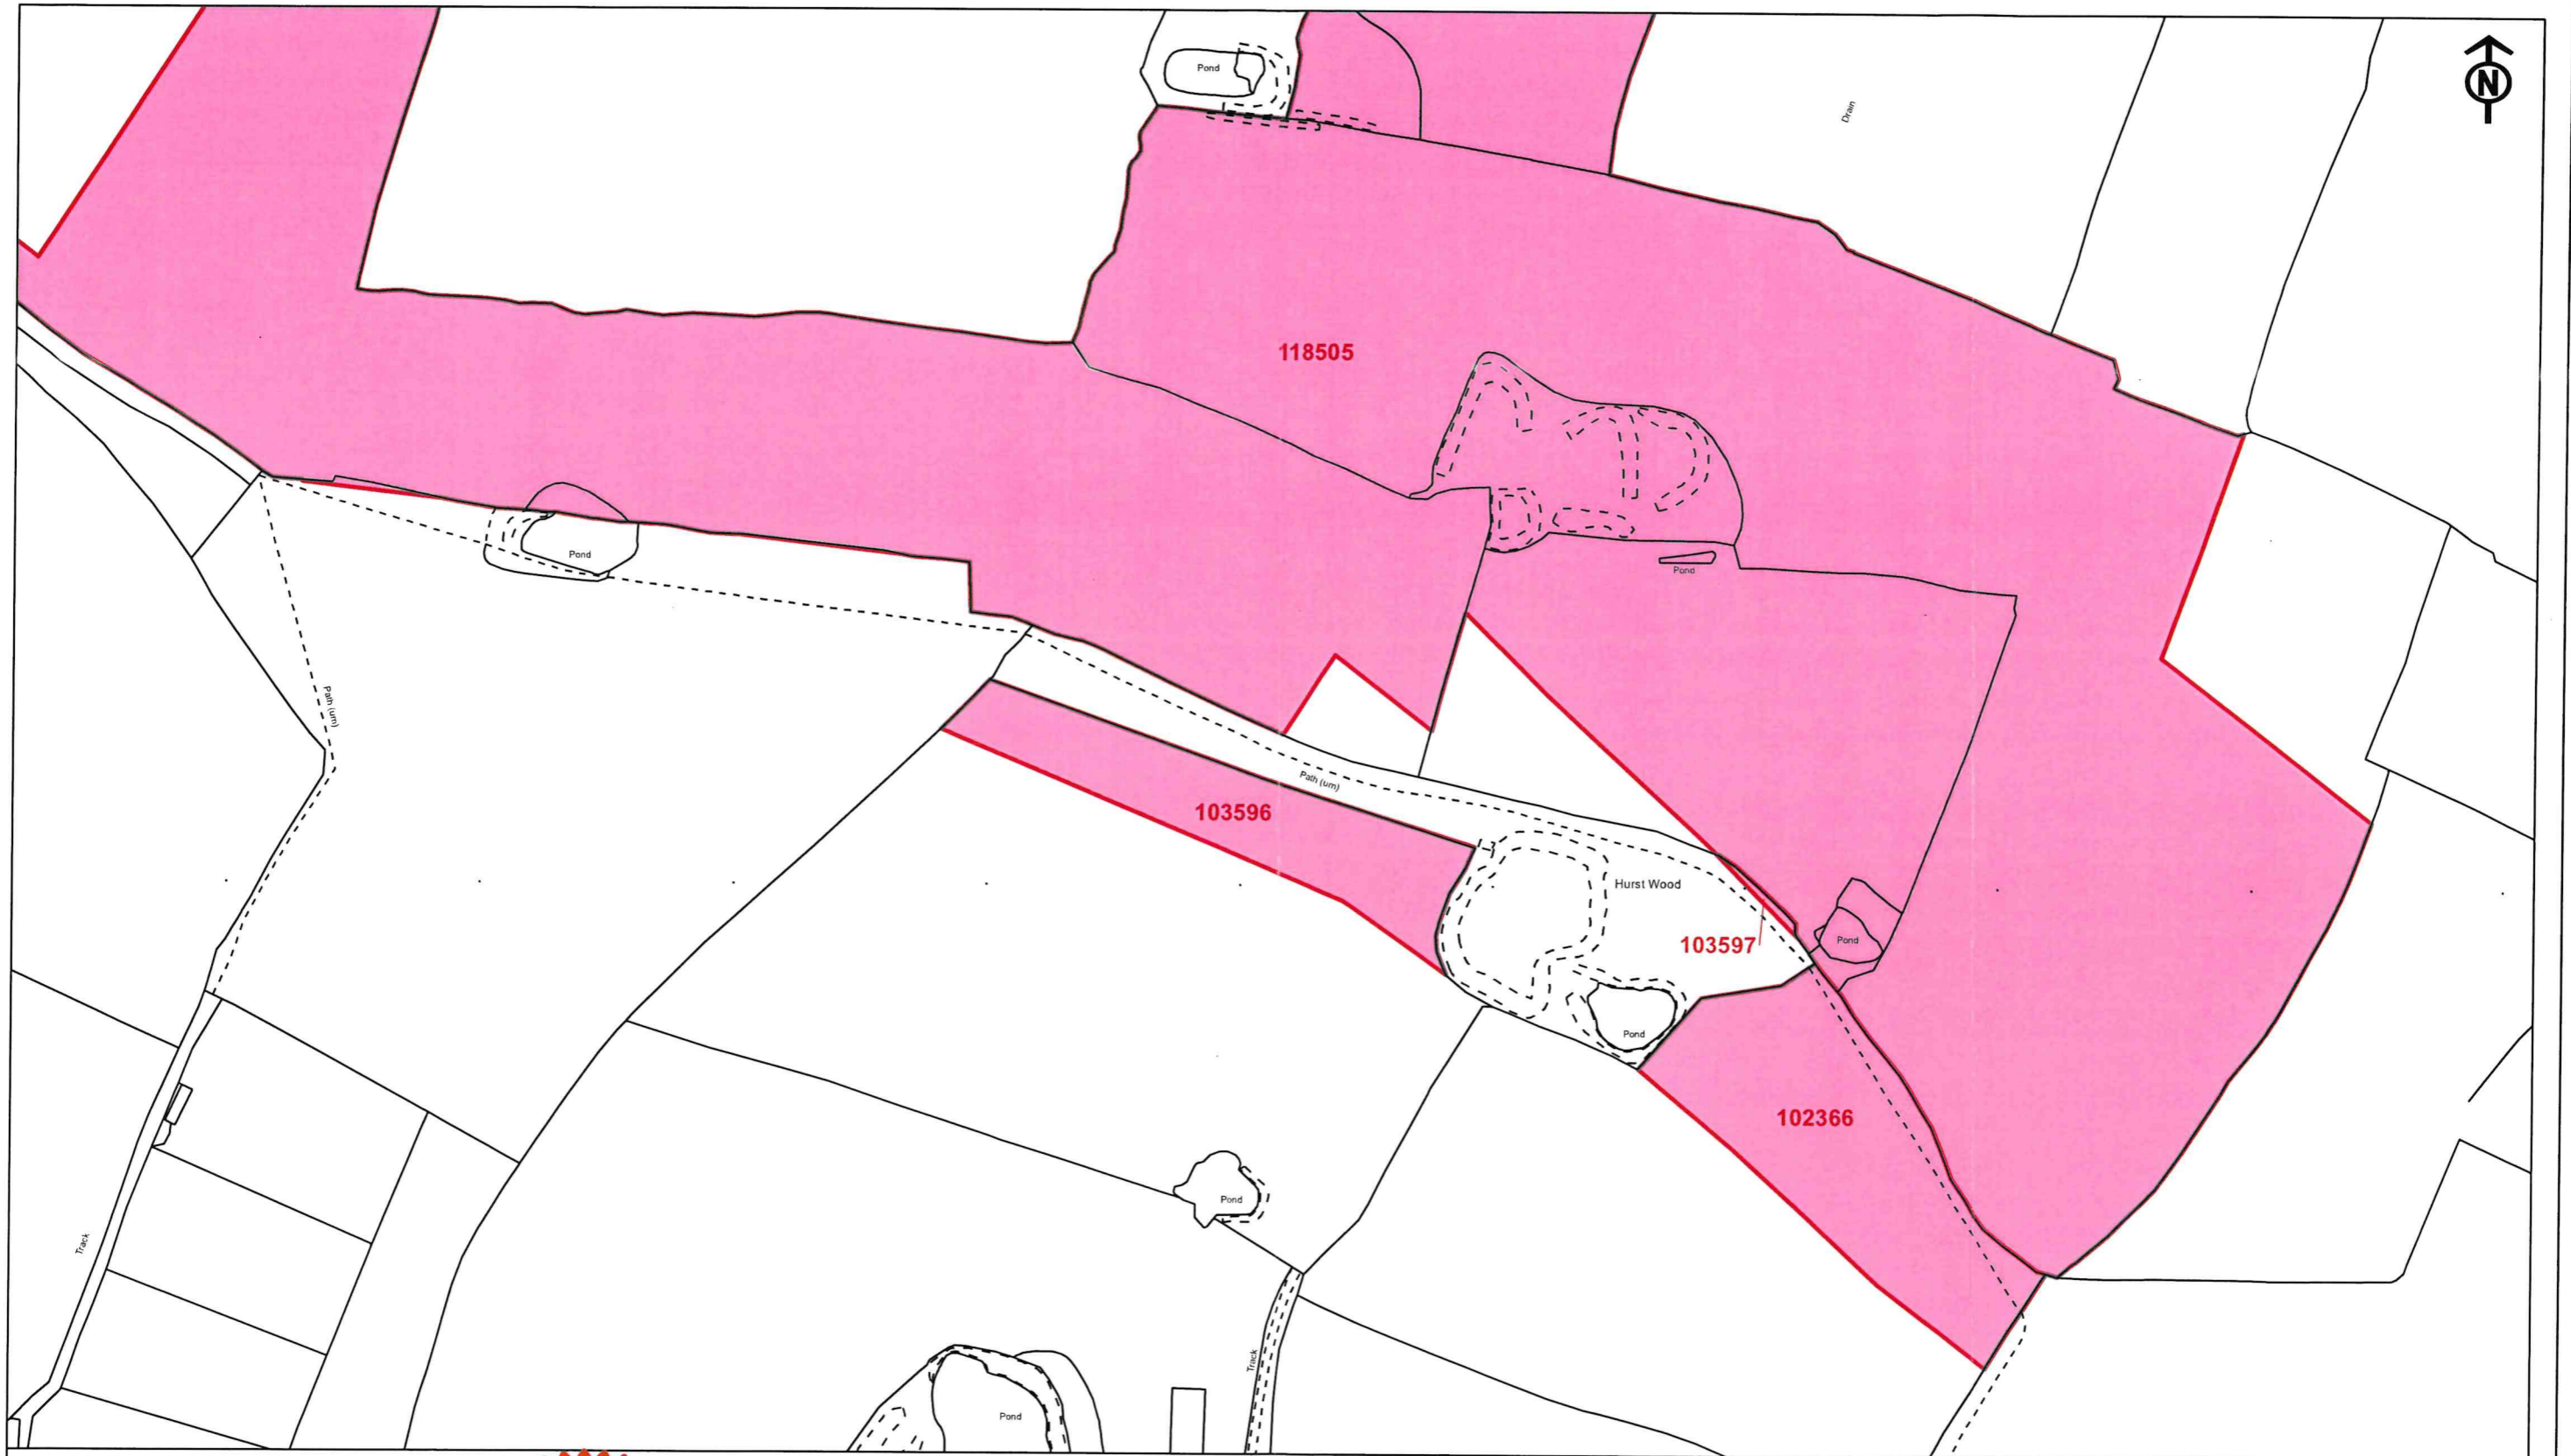 Pond
N
Drain
118505
Pond
Pond
Path (um)
Path (um)
103596
Hurst Wood
103597
Pond
Pond
102366
Pond
Track
Track
Pond